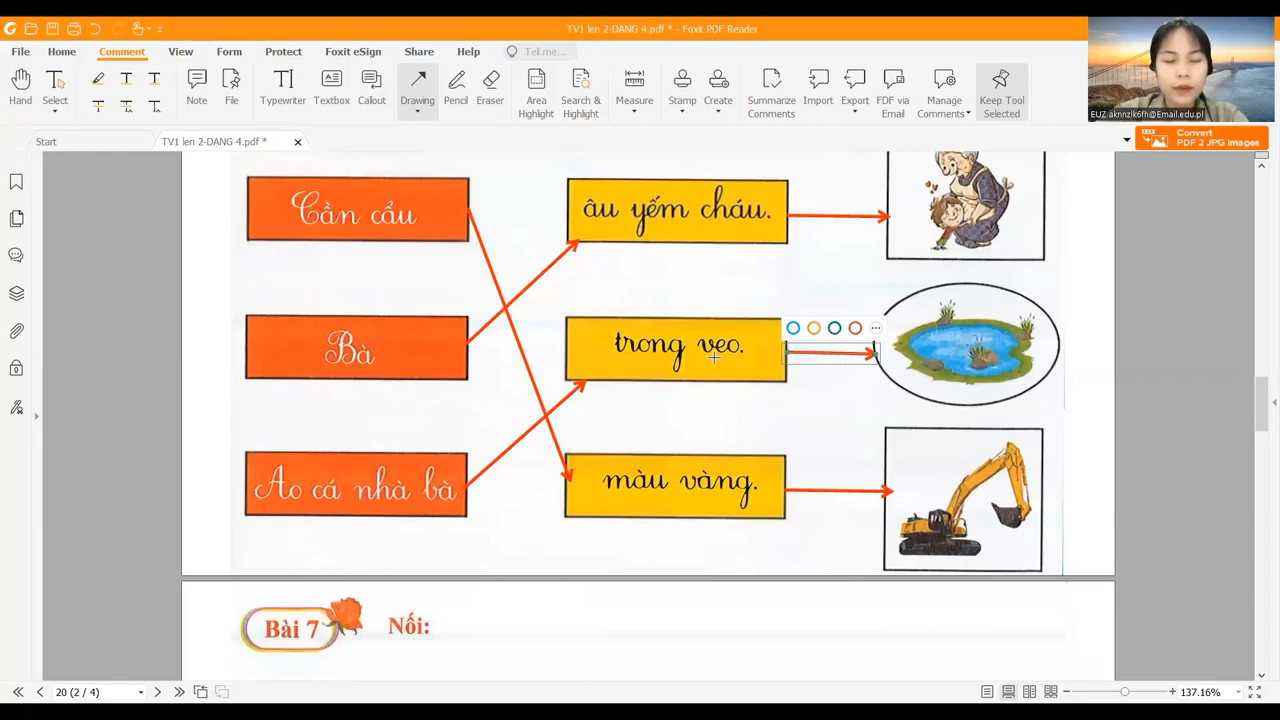 TV1 len 2-DANG 4.pdf * - Foxit PDF Reader
File Home Comment View Form Protect Foxit eSign Share Help Tell me...
Hand Select Note File Typewriter Textbox Callout Drawing Pencil Eraser Area Highlight Search & Highlight Measure Stamp Create Summarize Comments Import Export FDF via Email Manage Comments Keep Tool Selected
EUZ aknnzlk6fh@Email.edu.pl
Start TV1 len 2-DANG 4.pdf *
Convert
PDF 2 JPG Images
Cần cẩu
âu yếm cháu.
Bà
trong veo.
Ao cá nhà bà
màu vàng.
Bài 7 Nối:
20 (2 / 4)
137.16%